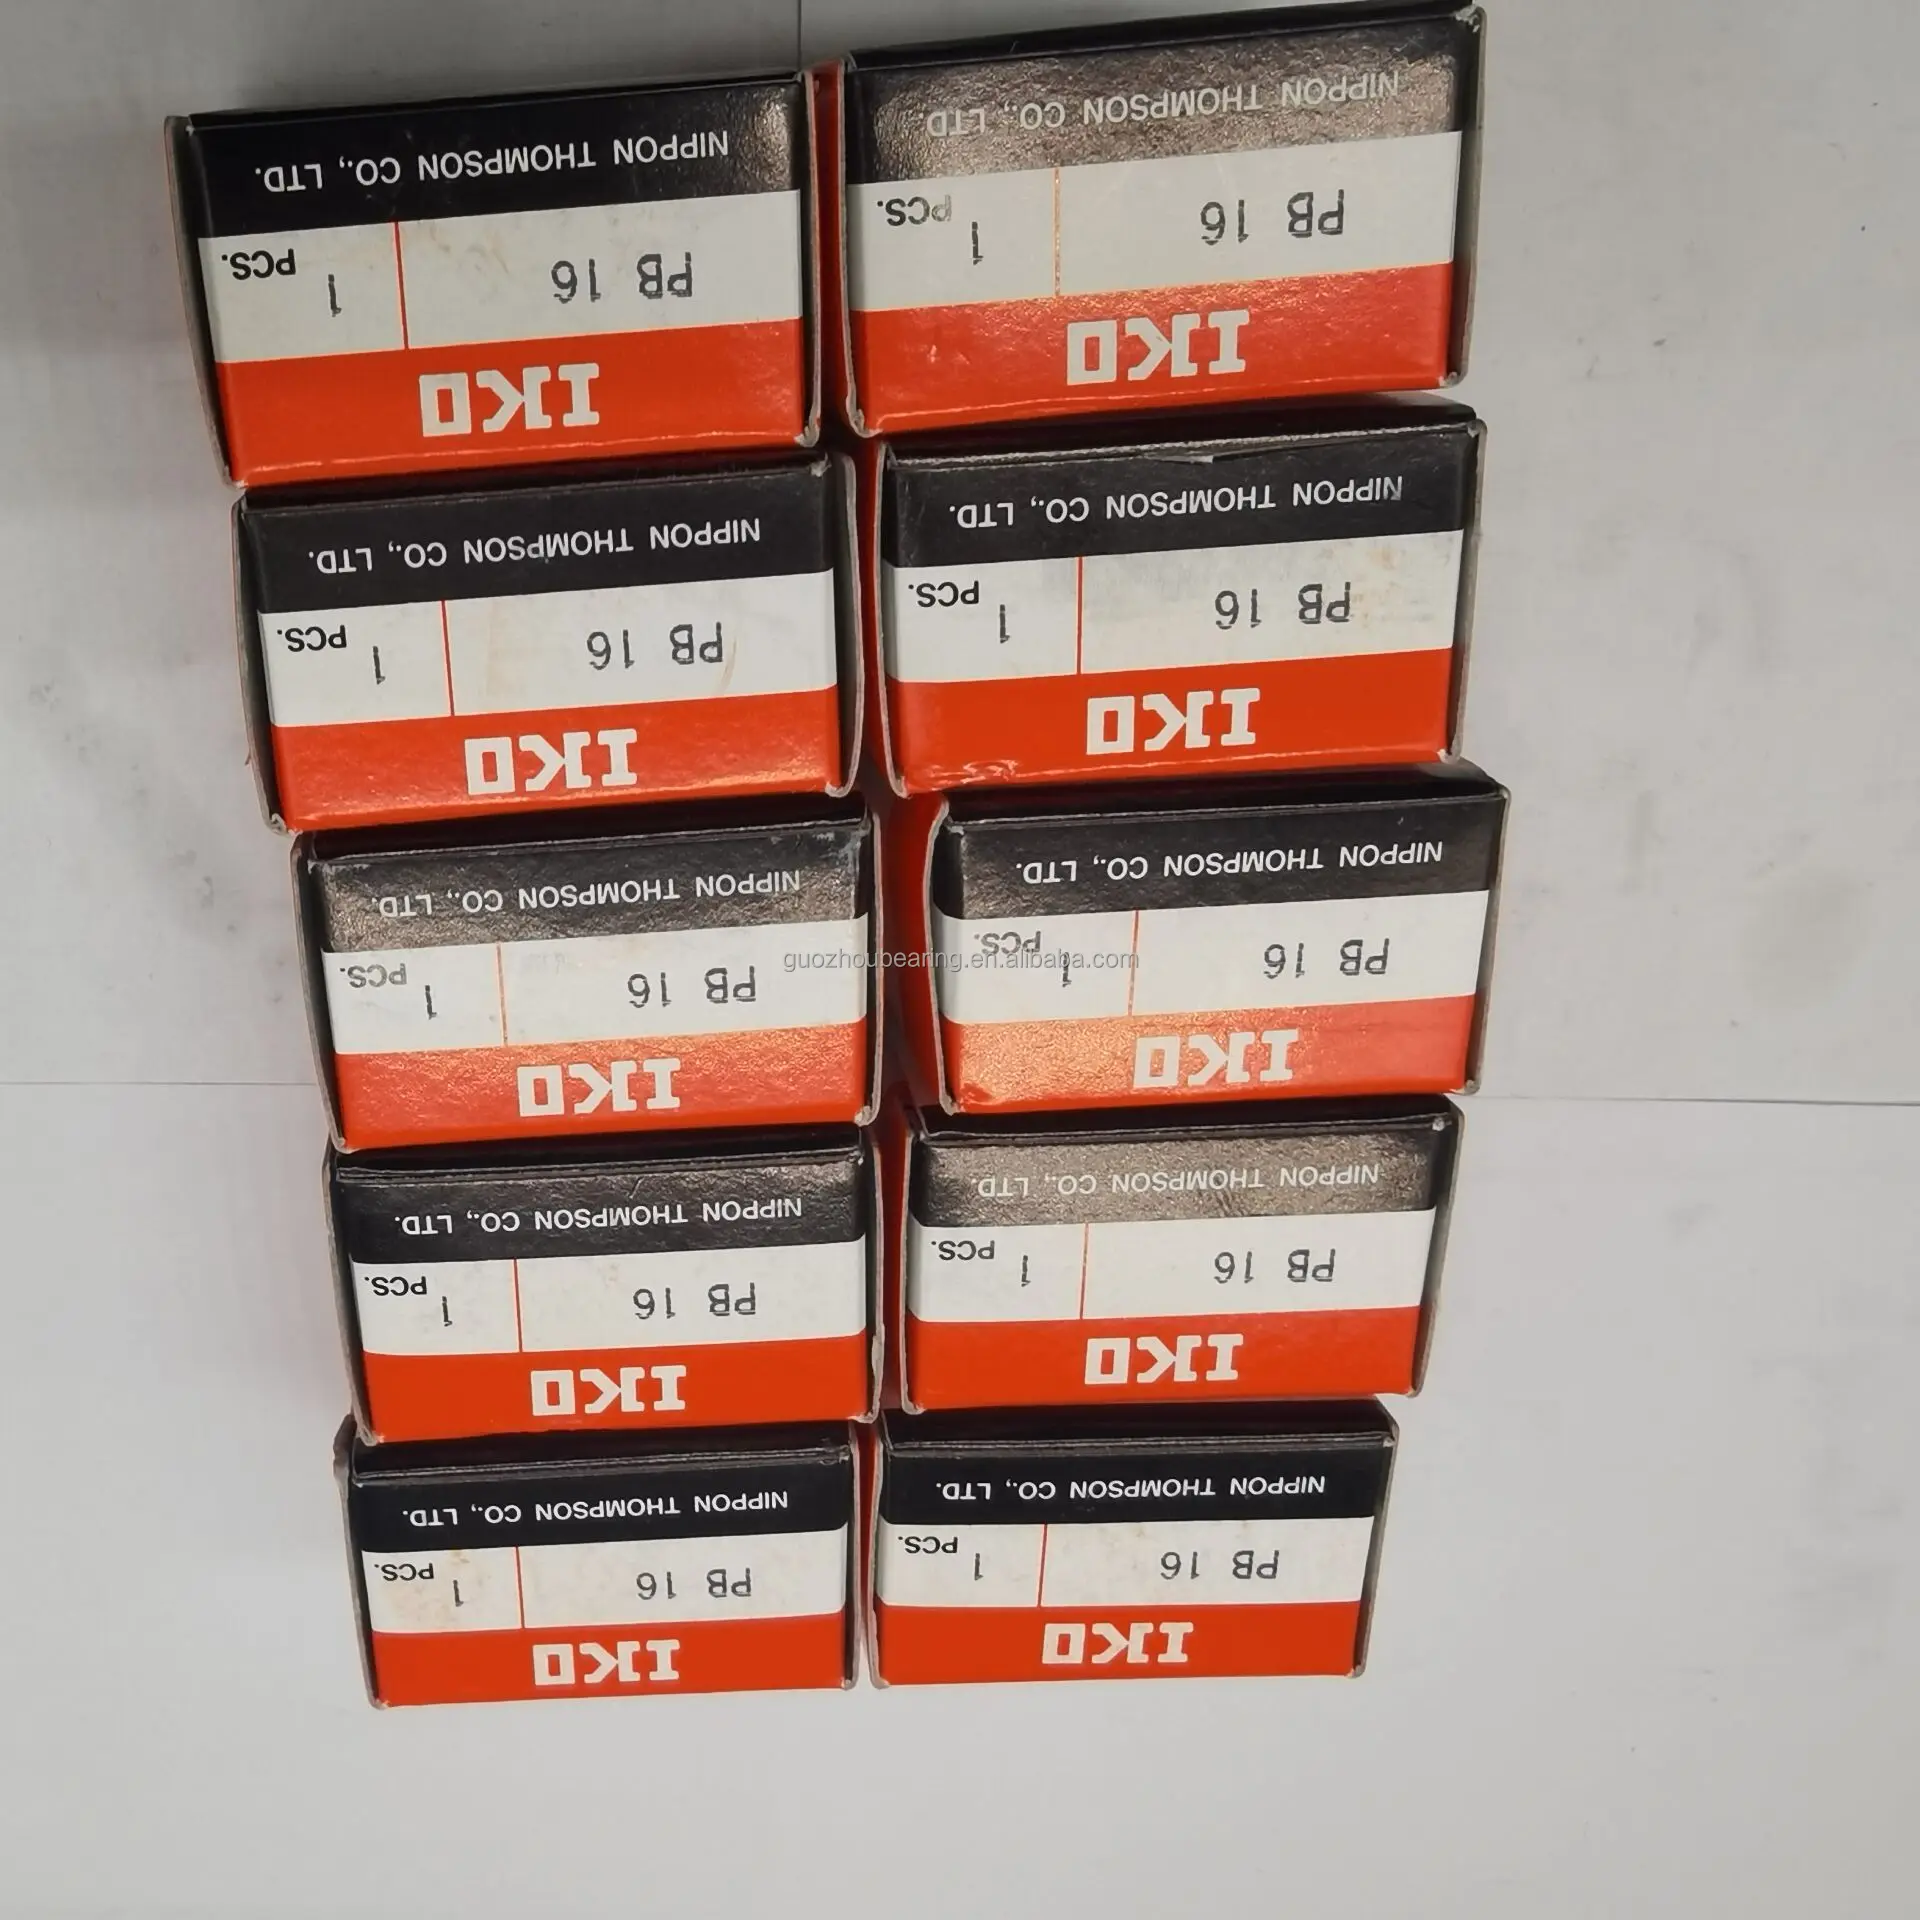 IKO
PB 16
1 PCS.
NIPPON THOMPSON CO., LTD.
IKO
PB 16
1 PCS.
NIPPON THOMPSON CO., LTD.
IKO
PB 16
1 PCS.
NIPPON THOMPSON CO., LTD.
IKO
PB 16
1 PCS.
NIPPON THOMPSON CO., LTD.
IKO
PB 16
1 PCS.
NIPPON THOMPSON CO., LTD.
guozhoubearing.en.alibaba.com
IKO
PB 16
1 PCS.
NIPPON THOMPSON CO., LTD.
IKO
PB 16
1 PCS.
NIPPON THOMPSON CO., LTD.
IKO
PB 16
1 PCS.
NIPPON THOMPSON CO., LTD.
IKO
PB 16
1 PCS.
NIPPON THOMPSON CO., LTD.
IKO
PB 16
1 PCS.
NIPPON THOMPSON CO., LTD.